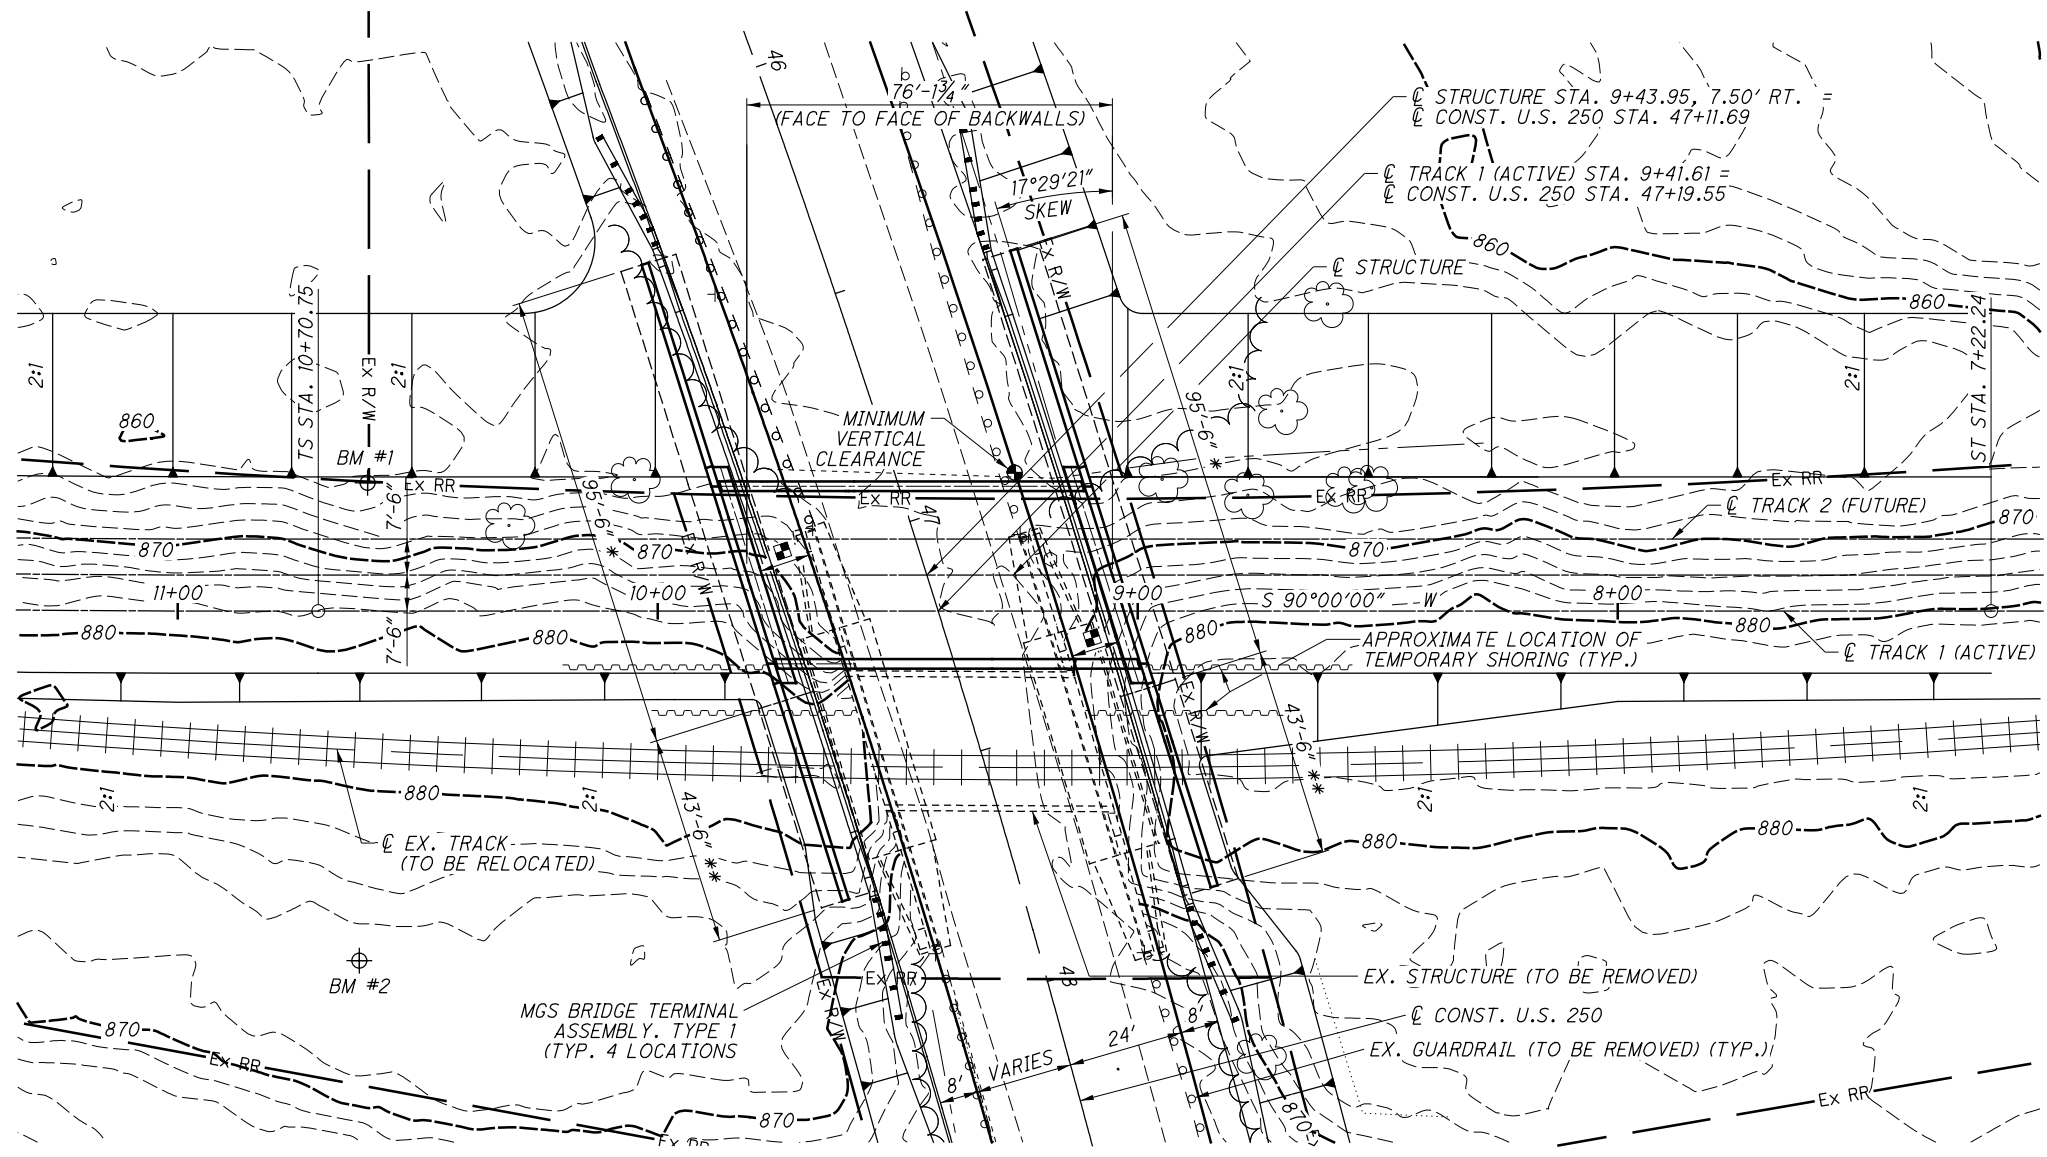 46
76'-1¾"
(FACE TO FACE OF BACKWALLS)
℄ STRUCTURE STA. 9+43.95, 7.50' RT. =
℄ CONST. U.S. 250 STA. 47+11.69
℄ TRACK 1 (ACTIVE) STA. 9+41.61 =
℄ CONST. U.S. 250 STA. 47+19.55
17°29'21"
SKEW
Ex R/W
860
℄ STRUCTURE
860
TS STA. 10+70.75
ST STA. 7+22.24
2:1
Ex R/W
2:1
2:1
2:1
860
MINIMUM
VERTICAL
CLEARANCE
95'-6" *
BM #1
Ex RR
Ex RR
Ex RR
Ex RR
7'-6"
95'-6" *
47
℄ TRACK 2 (FUTURE)
870
870
870
870
Ex R/W
11+00
10+00
9+00
8+00
S 90°00'00" W
880
880
880
880
7'-6"
APPROXIMATE LOCATION OF
TEMPORARY SHORING (TYP.)
℄ TRACK 1 (ACTIVE)
Ex R/W
43'-6" **
43'-6" **
2:1
880
2:1
2:1
2:1
880
880
℄ EX. TRACK
(TO BE RELOCATED)
BM #2
Ex RR
48
EX. STRUCTURE (TO BE REMOVED)
Ex R/W
MGS BRIDGE TERMINAL
ASSEMBLY. TYPE 1
(TYP. 4 LOCATIONS
8'
VARIES
24'
8'
℄ CONST. U.S. 250
EX. GUARDRAIL (TO BE REMOVED) (TYP.)
870
Ex RR
Ex RR
870
870
Ex RR